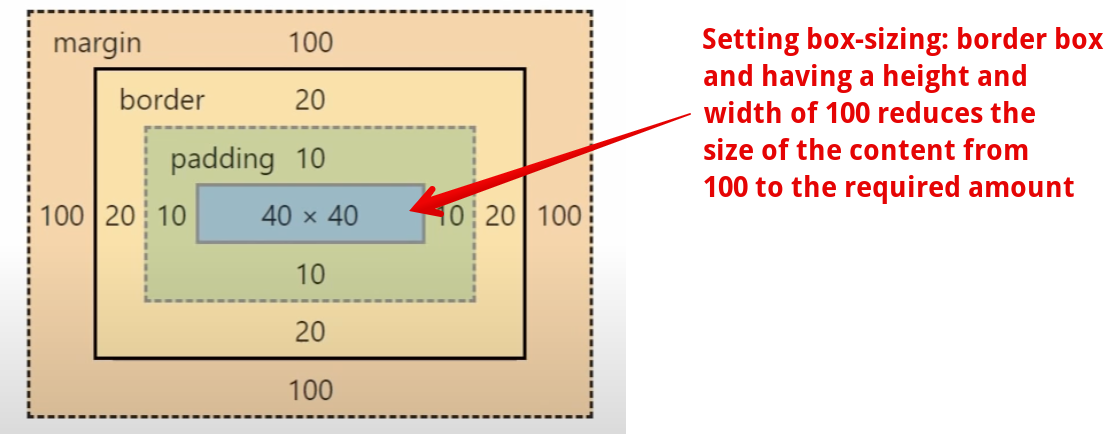 margin 100
border 20
padding 10
100 20 10 40 × 40 10 20 100
10
20
100
Setting box-sizing: border box
and having a height and
width of 100 reduces the
size of the content from
100 to the required amount